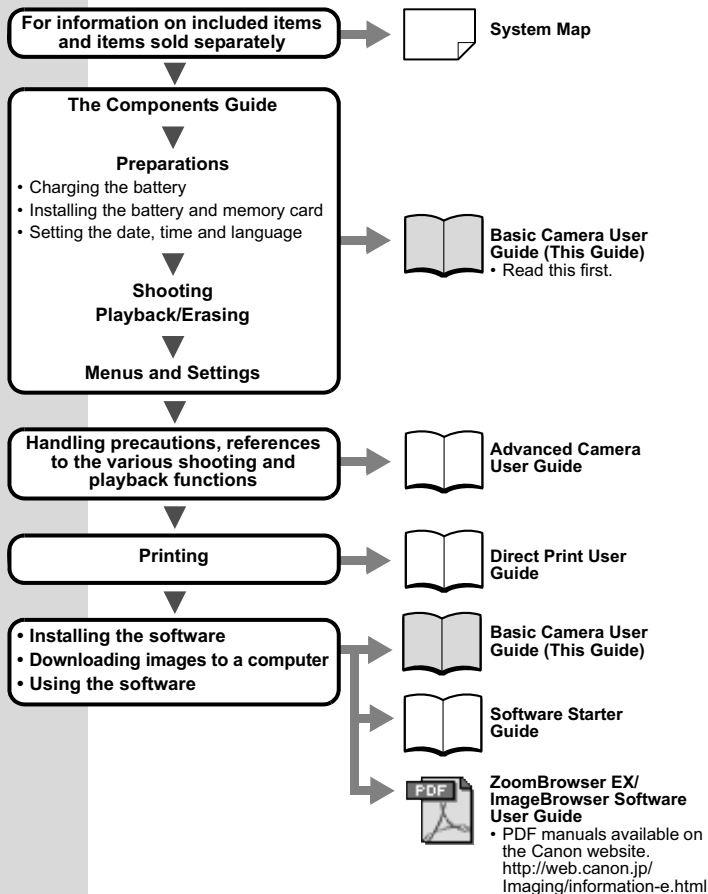 For information on included items
and items sold separately
System Map
The Components Guide
Preparations
• Charging the battery
• Installing the battery and memory card
• Setting the date, time and language
Shooting
Playback/Erasing
Menus and Settings
Basic Camera User
Guide (This Guide)
• Read this first.
Handling precautions, references
to the various shooting and
playback functions
Advanced Camera
User Guide
Printing
Direct Print User
Guide
• Installing the software
• Downloading images to a computer
• Using the software
Basic Camera User
Guide (This Guide)
Software Starter
Guide
PDF
ZoomBrowser EX/
ImageBrowser Software
User Guide
• PDF manuals available on
the Canon website.
http://web.canon.jp/
Imaging/information-e.html